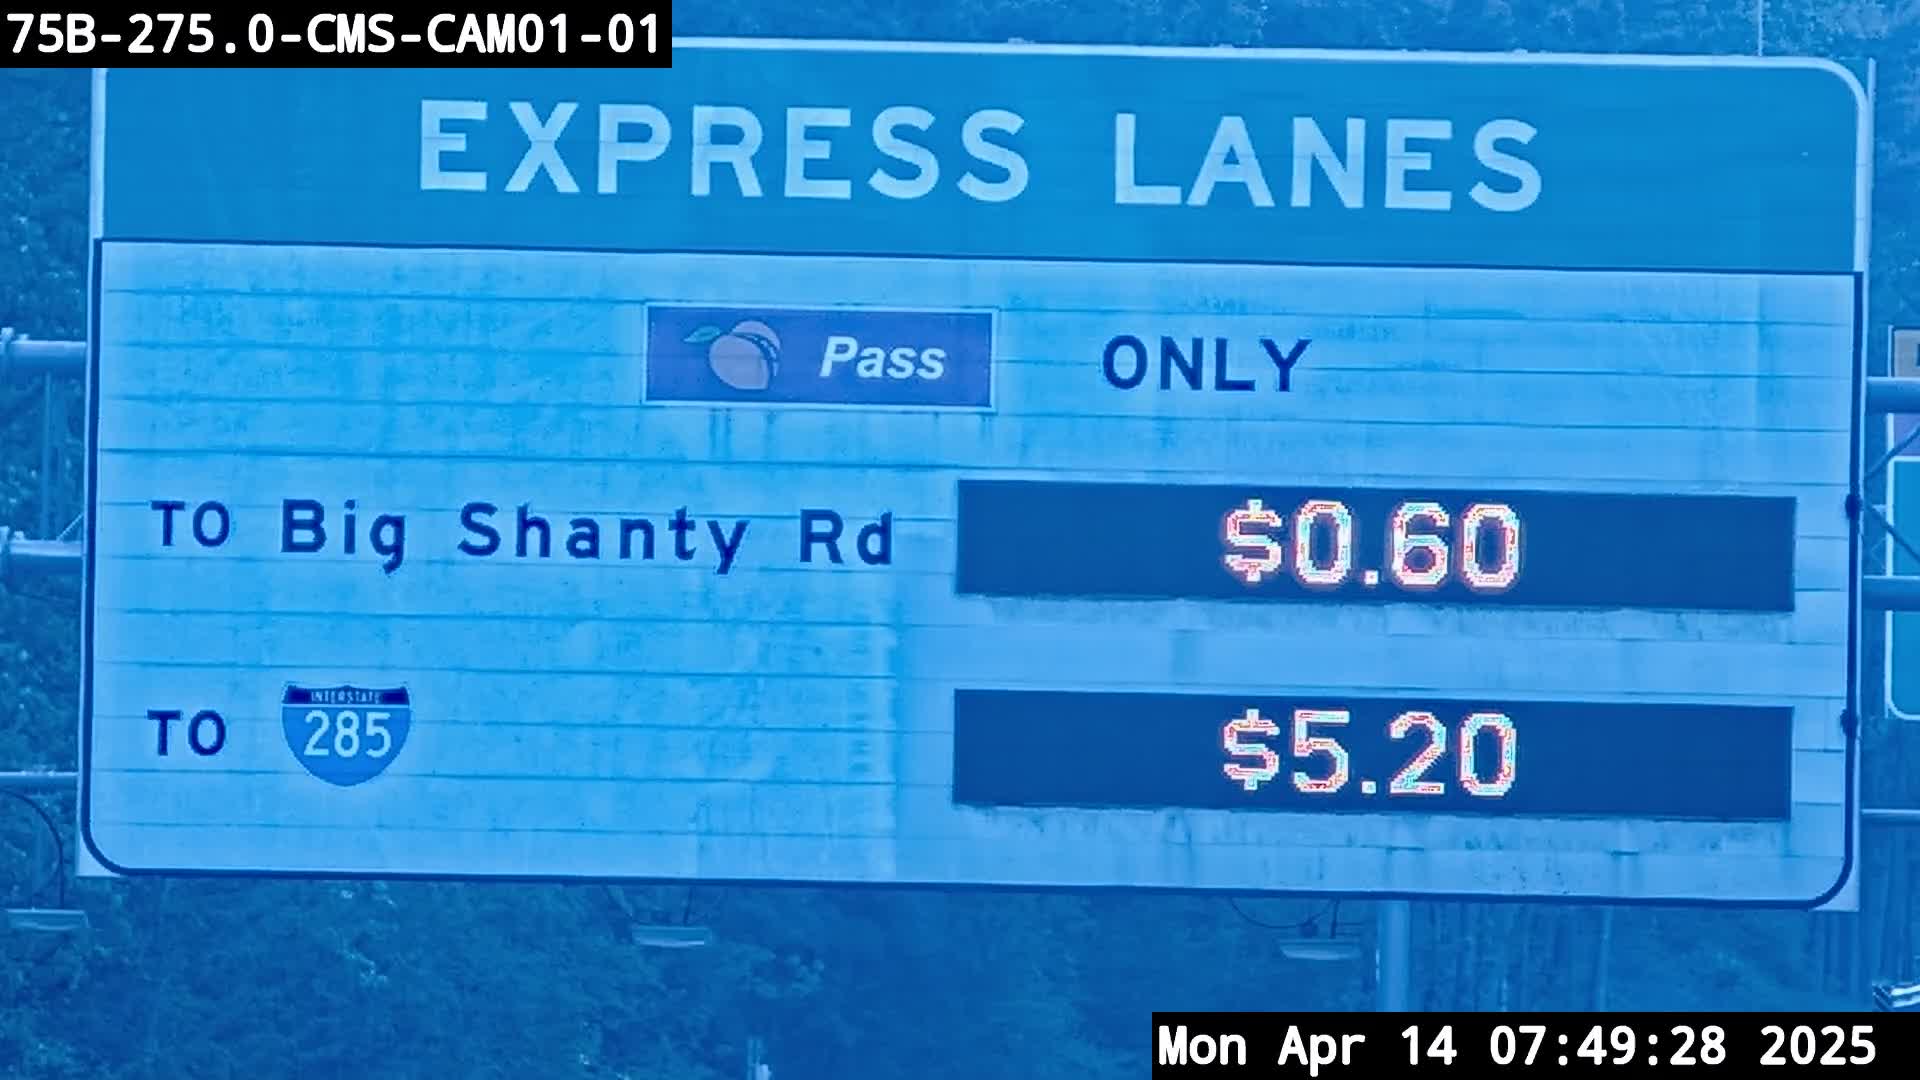 75B-275.0-CMS-CAM01-01
EXPRESS LANES
Pass ONLY
TO Big Shanty Rd $0.60
INTERSTATE
TO 285 $5.20
Mon Apr 14 07:49:28 2025